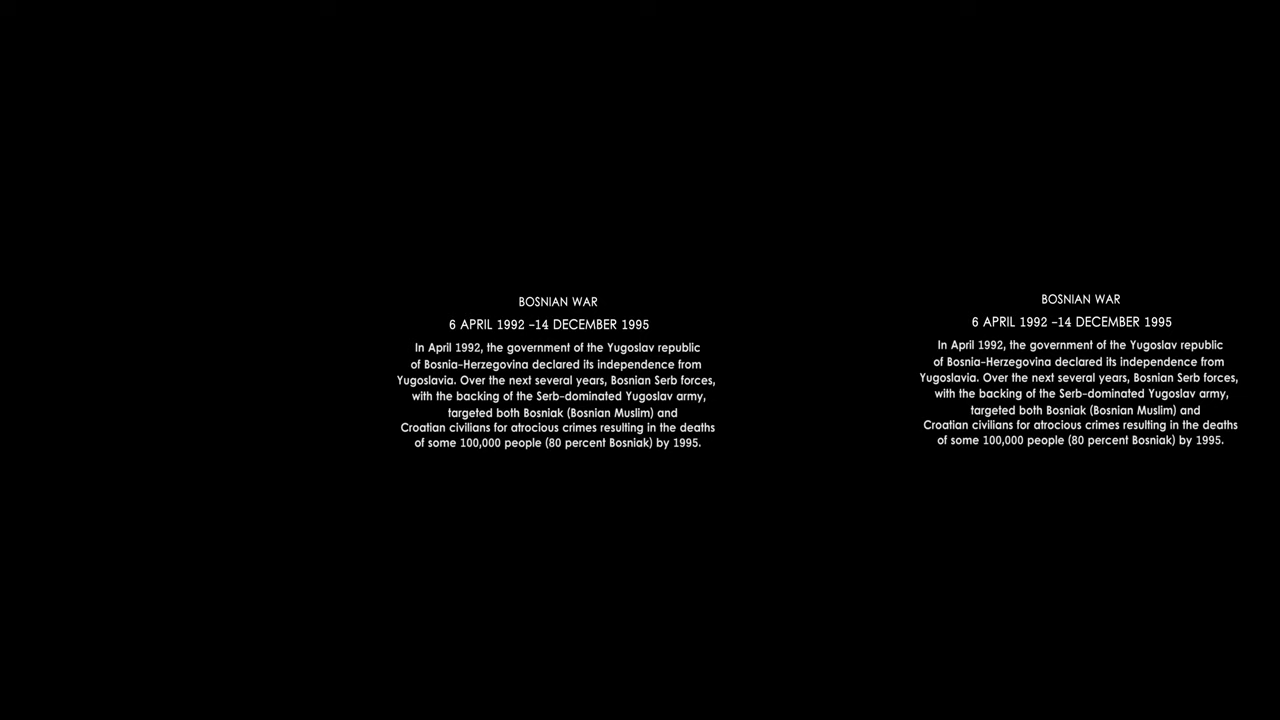 BOSNIAN WAR
6 APRIL 1992 -14 DECEMBER 1995
In April 1992, the government of the Yugoslav republic
of Bosnia-Herzegovina declared its independence from
Yugoslavia. Over the next several years, Bosnian Serb forces,
with the backing of the Serb-dominated Yugoslav army,
targeted both Bosniak (Bosnian Muslim) and
Croatian civilians for atrocious crimes resulting in the deaths
of some 100,000 people (80 percent Bosniak) by 1995.
BOSNIAN WAR
6 APRIL 1992 -14 DECEMBER 1995
In April 1992, the government of the Yugoslav republic
of Bosnia-Herzegovina declared its independence from
Yugoslavia. Over the next several years, Bosnian Serb forces,
with the backing of the Serb-dominated Yugoslav army,
targeted both Bosniak (Bosnian Muslim) and
Croatian civilians for atrocious crimes resulting in the deaths
of some 100,000 people (80 percent Bosniak) by 1995.